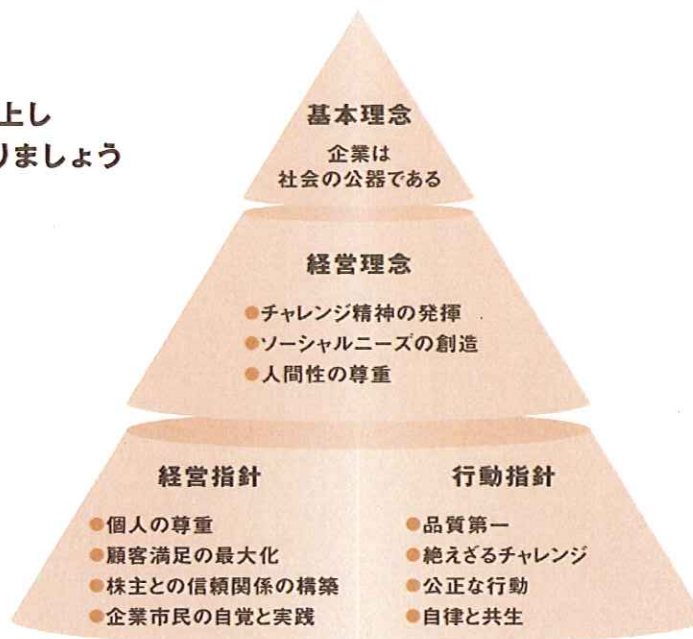 上し
りましょう
基本理念
企業は
社会の公器である
経営理念
●チャレンジ精神の発揮
●ソーシャルニーズの創造
●人間性の尊重
経営指針
●個人の尊重
●顧客満足の最大化
●株主との信頼関係の構築
●企業市民の自覚と実践
行動指針
●品質第一
●絶えざるチャレンジ
●公正な行動
●自律と共生